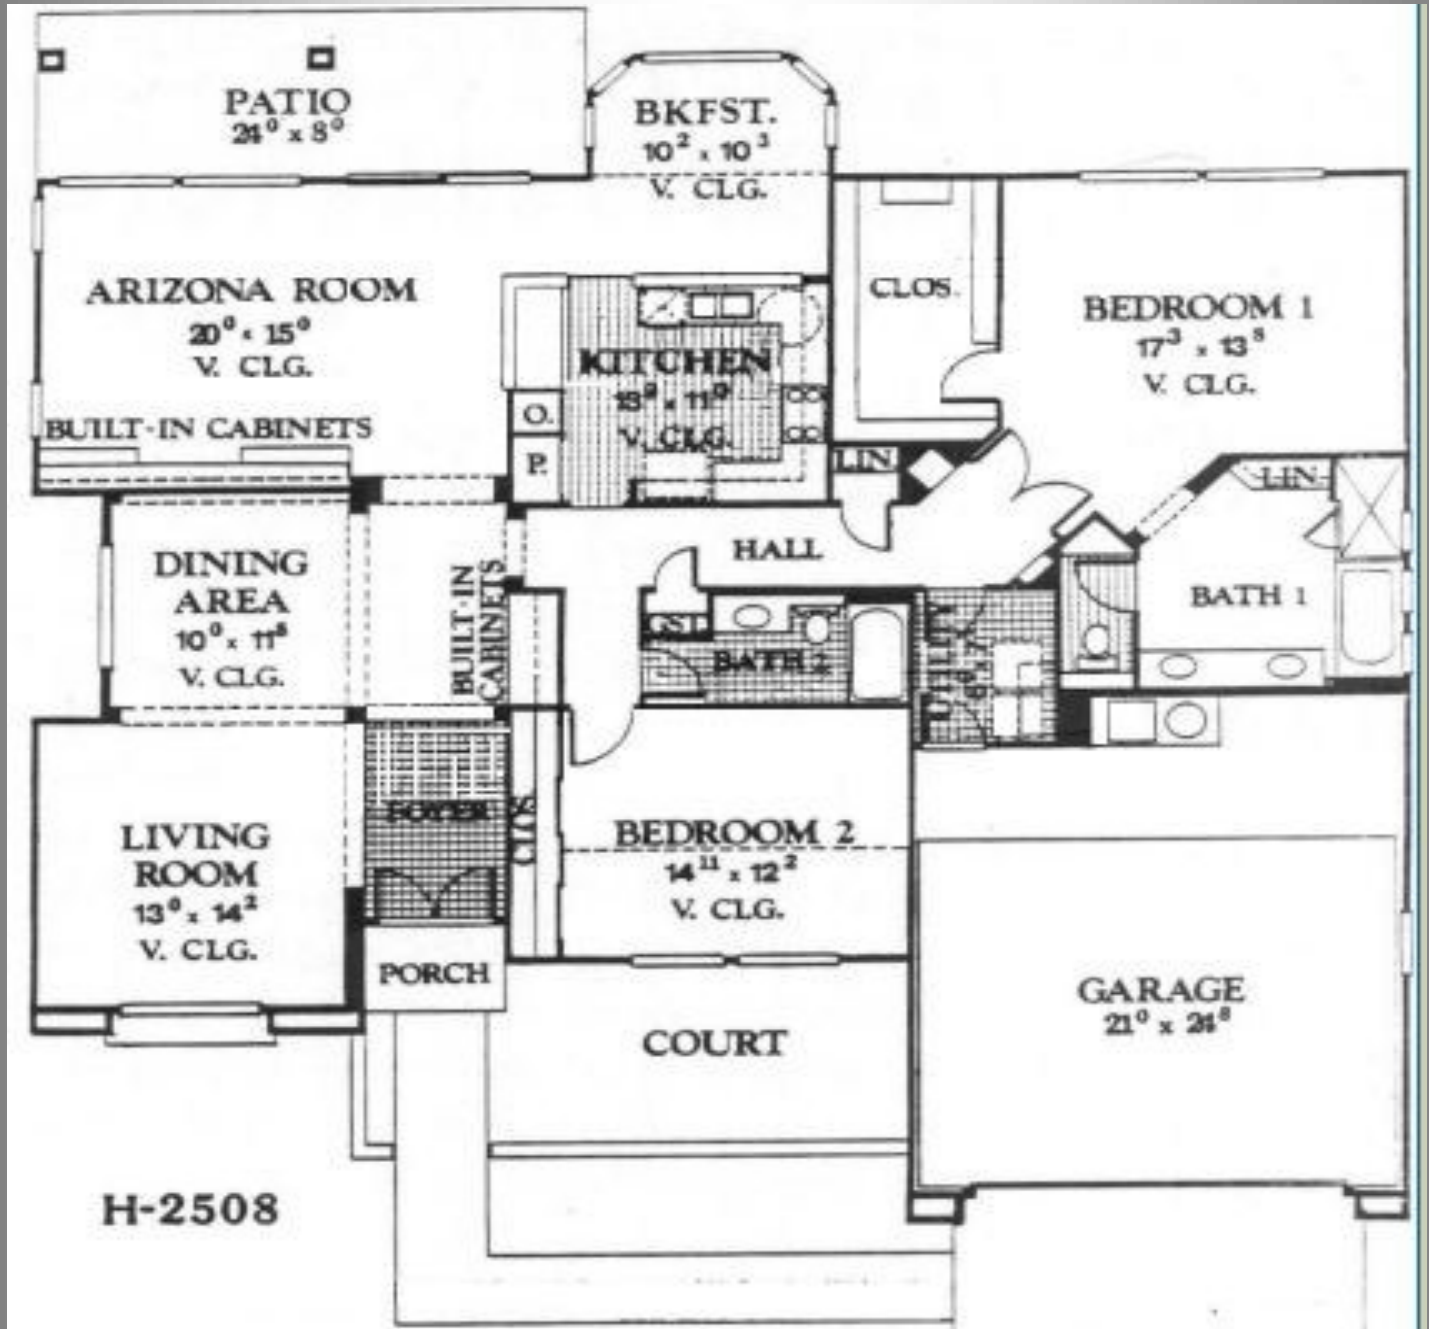 PATIO
24⁰ x 8⁰
BKFST.
10² x 10³
V. CLG.
ARIZONA ROOM
20⁰ x 15⁰
V. CLG.
BUILT-IN CABINETS
KITCHEN
11⁰
V. CLG.
O.
P.
CLOS.
LIN.
BEDROOM 1
17³ x 13⁸
V. CLG.
LIN.
DINING
AREA
10⁰ x 11⁸
V. CLG.
BUILT-IN
CABINETS
HALL
BATH 1
BATH 2
UTILITY
LIVING
ROOM
13⁰ x 14²
V. CLG.
FOYER
CLOS
BEDROOM 2
14¹¹ x 12²
V. CLG.
PORCH
COURT
GARAGE
21⁰ x 24⁸
H-2508